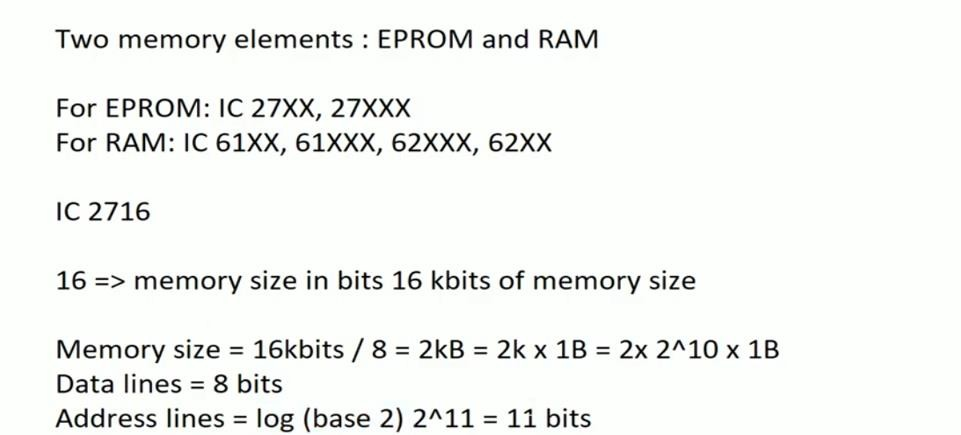 Two memory elements : EPROM and RAM
For EPROM: IC 27XX, 27XXX
For RAM: IC 61XX, 61XXX, 62XXX, 62XX
IC 2716
16 => memory size in bits 16 kbits of memory size
Memory size = 16kbits / 8 = 2kB = 2k x 1B = 2x 2^10 x 1B
Data lines = 8 bits
Address lines = log (base 2) 2^11 = 11 bits